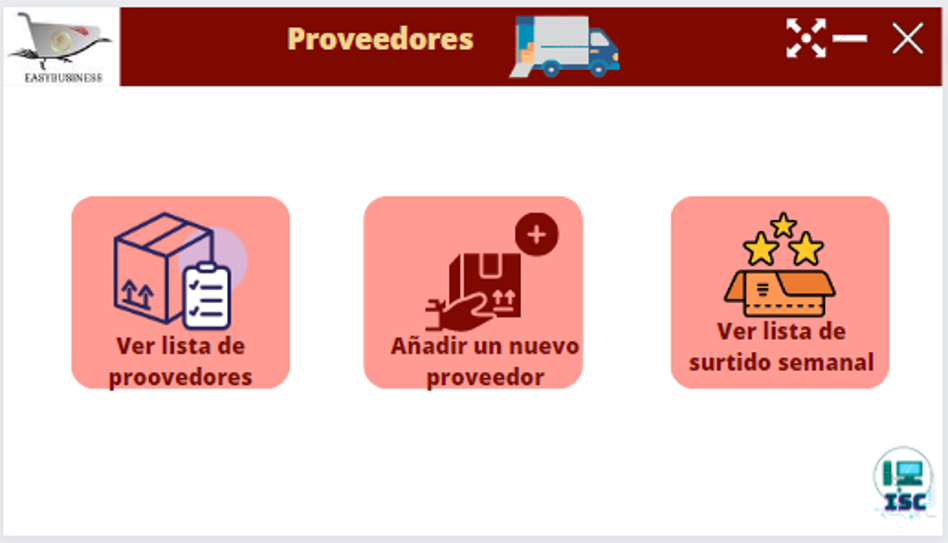 Proveedores
EASYBUSINESS
Ver lista de
proovedores
Añadir un nuevo
proveedor
Ver lista de
surtido semanal
ISC